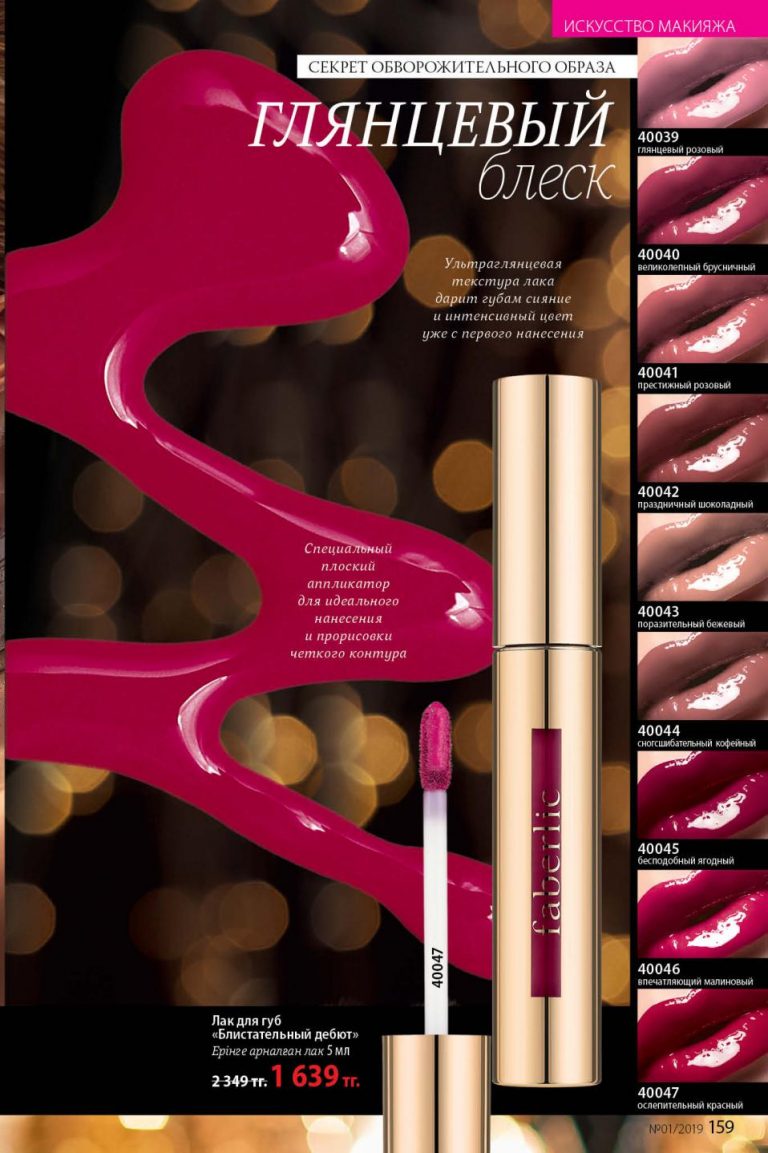 ИСКУССТВО МАКИЯЖА
СЕКРЕТ ОБВОРОЖИТЕЛЬНОГО ОБРАЗА
ГЛЯНЦЕВЫЙ
блеск
Ультраглянцевая
текстура лака
дарит губам сияние
и интенсивный цвет
уже с первого нанесения
Специальный
плоский
аппликатор
для идеального
нанесения
и прорисовки
четкого контура
faberlic
40047
Лак для губ
«Блистательный дебют»
Ерінге арналған лак 5 мл
2 349 тг. 1 639 тг.
40039
глянцевый розовый
40040
великолепный брусничный
40041
престижный розовый
40042
праздничный шоколадный
40043
поразительный бежевый
40044
сногсшибательный кофейный
40045
бесподобный ягодный
40046
впечатляющий малиновый
40047
ослепительный красный
№01/2019 159